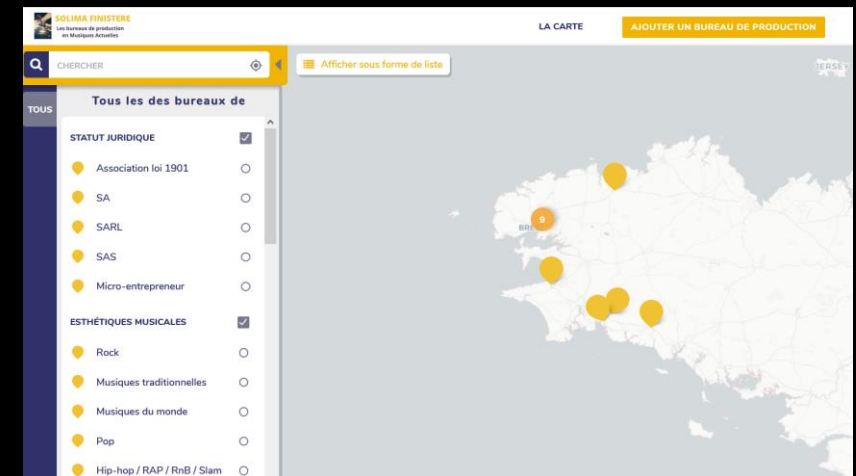 SOLIMA FINISTERE
Les bureaux de production
en Musiques Actuelles
LA CARTE
AJOUTER UN BUREAU DE PRODUCTION
CHERCHER
Afficher sous forme de liste
JERSEY
TOUS
Tous les des bureaux de
STATUT JURIDIQUE
Association loi 1901
SA
SARL
SAS
Micro-entrepreneur
9
ESTHÉTIQUES MUSICALES
Rock
Musiques traditionnelles
Musiques du monde
Pop
Hip-hop / RAP / RnB / Slam